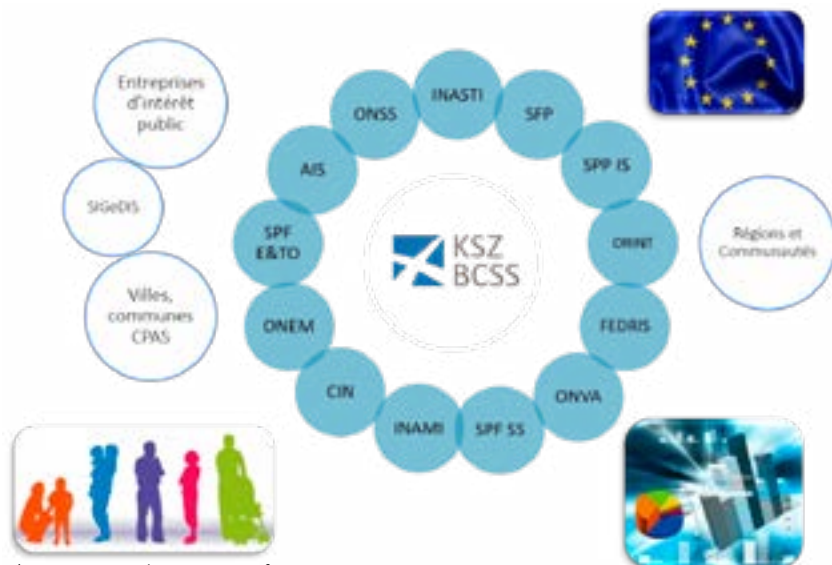 Entreprises
d'intérêt
public
SIGeDIS
Villes,
communes
CPAS
INASTI
SFP
SPP IS
ORINT
FEDRIS
ONVA
SPF SS
INAMI
CIN
ONEM
SPF
E&TO
AIS
ONSS
KSZ
BCSS
Régions et
Communautés